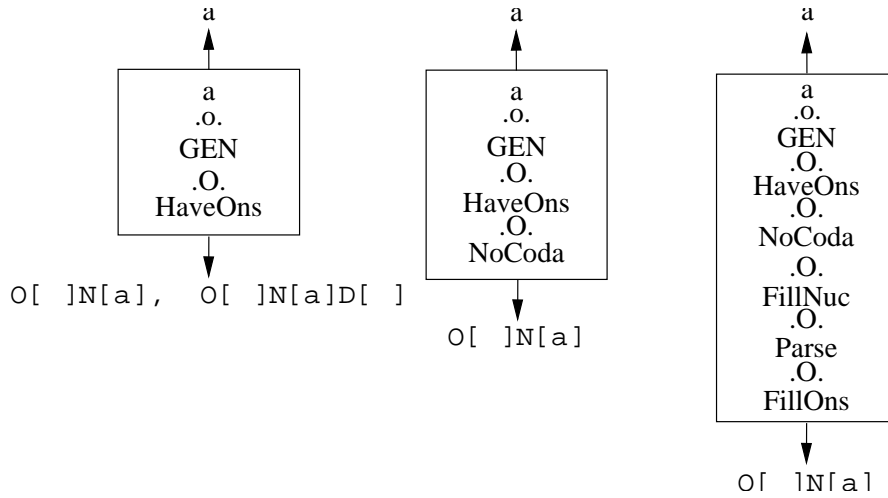 a
a
.o.
GEN
.O.
HaveOns
O[ ]N[a], O[ ]N[a]D[ ]
a
a
.o.
GEN
.O.
HaveOns
.O.
NoCoda
O[ ]N[a]
a
a
.o.
GEN
.O.
HaveOns
.O.
NoCoda
.O.
FillNuc
.O.
Parse
.O.
FillOns
O[ ]N[a]